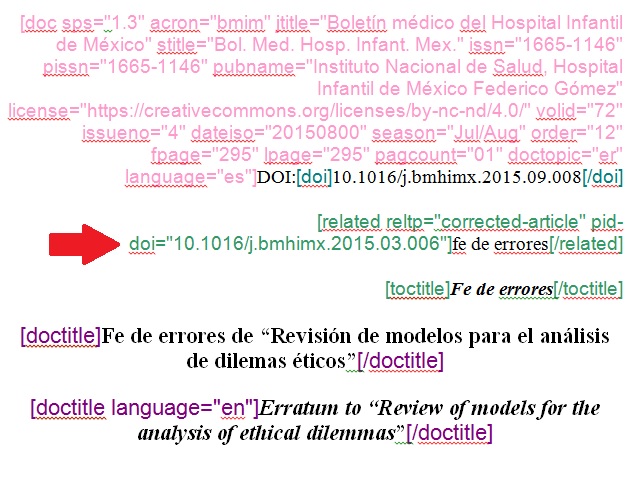 [doc sps="1.3" acron="bmim" jtitle="Boletín médico del Hospital Infantil
de México" stitle="Bol. Med. Hosp. Infant. Mex." issn="1665-1146"
pissn="1665-1146" pubname="Instituto Nacional de Salud, Hospital
Infantil de México Federico Gómez"
license="https://creativecommons.org/licenses/by-nc-nd/4.0/" volid="72"
issueno="4" dateiso="20150800" season="Jul/Aug" order="12"
fpage="295" lpage="295" pagcount="01" doctopic="er"
language="es"]DOI:[doi]10.1016/j.bmhimx.2015.09.008[/doi]
[related reltp="corrected-article" pid-
doi="10.1016/j.bmhimx.2015.03.006"]fe de errores[/related]
[toctitle]Fe de errores[/toctitle]
[doctitle]Fe de errores de “Revisión de modelos para el análisis
de dilemas éticos”[/doctitle]
[doctitle language="en"]Erratum to “Review of models for the
analysis of ethical dilemmas”[/doctitle]